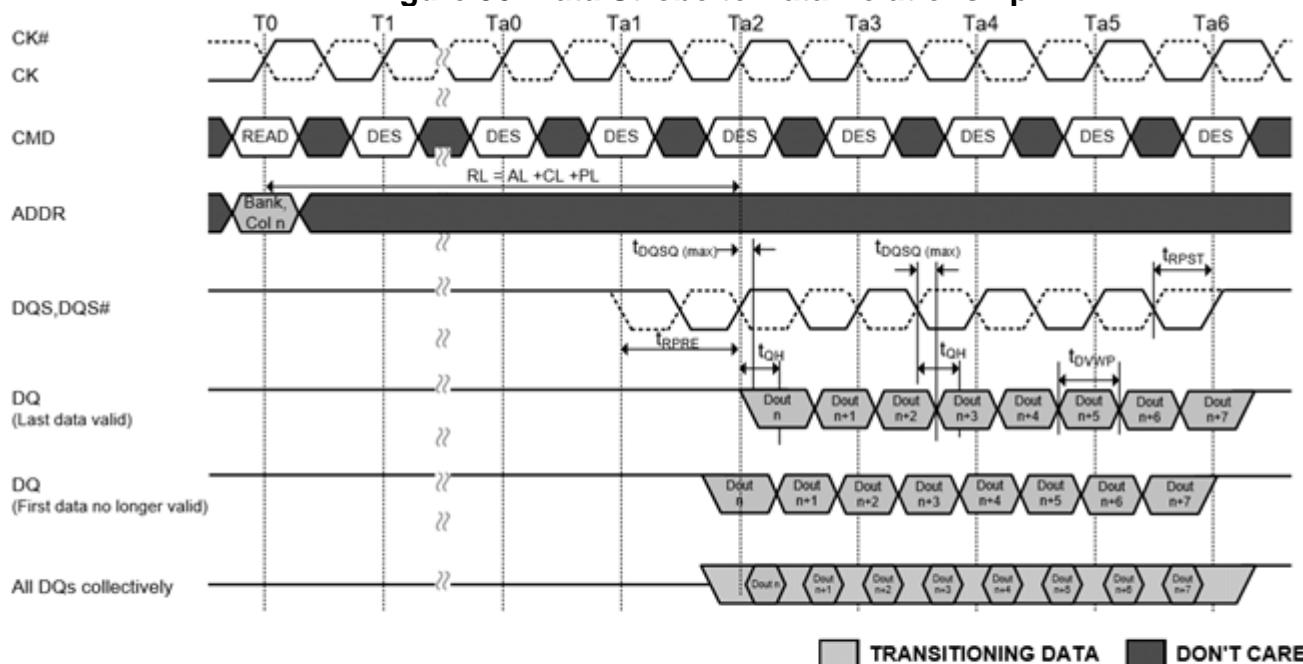 T0 T1 Ta0 Ta1 Ta2 Ta3 Ta4 Ta5 Ta6
CK#
CK
CMD READ DES DES DES DES DES DES DES DES
RL = AL +CL +PL
ADDR Bank,
Col n
tDQSQ (max) tDQSQ (max) tRPST
DQS,DQS#
tRPRE tQH tQH tDVWP
DQ Dout Dout Dout Dout Dout Dout Dout Dout
(Last data valid) n n+1 n+2 n+3 n+4 n+5 n+6 n+7
DQ Dout Dout Dout Dout Dout Dout Dout Dout
(First data no longer valid) n n+1 n+2 n+3 n+4 n+5 n+6 n+7
All DQs collectively Dout n Dout Dout Dout Dout Dout Dout Dout
n+1 n+2 n+3 n+4 n+5 n+6 n+7
TRANSITIONING DATA DON'T CARE